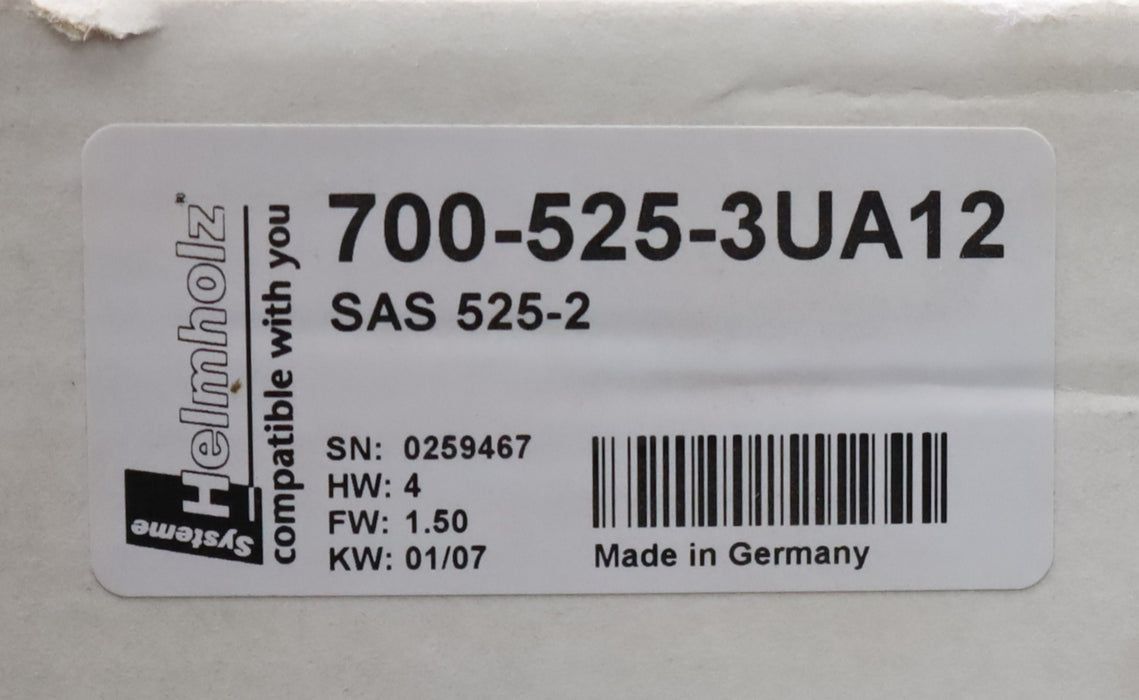 Systeme Helmholz®
compatible with you
700-525-3UA12
SAS 525-2
SN: 0259467
HW: 4
FW: 1.50
KW: 01/07
Made in Germany